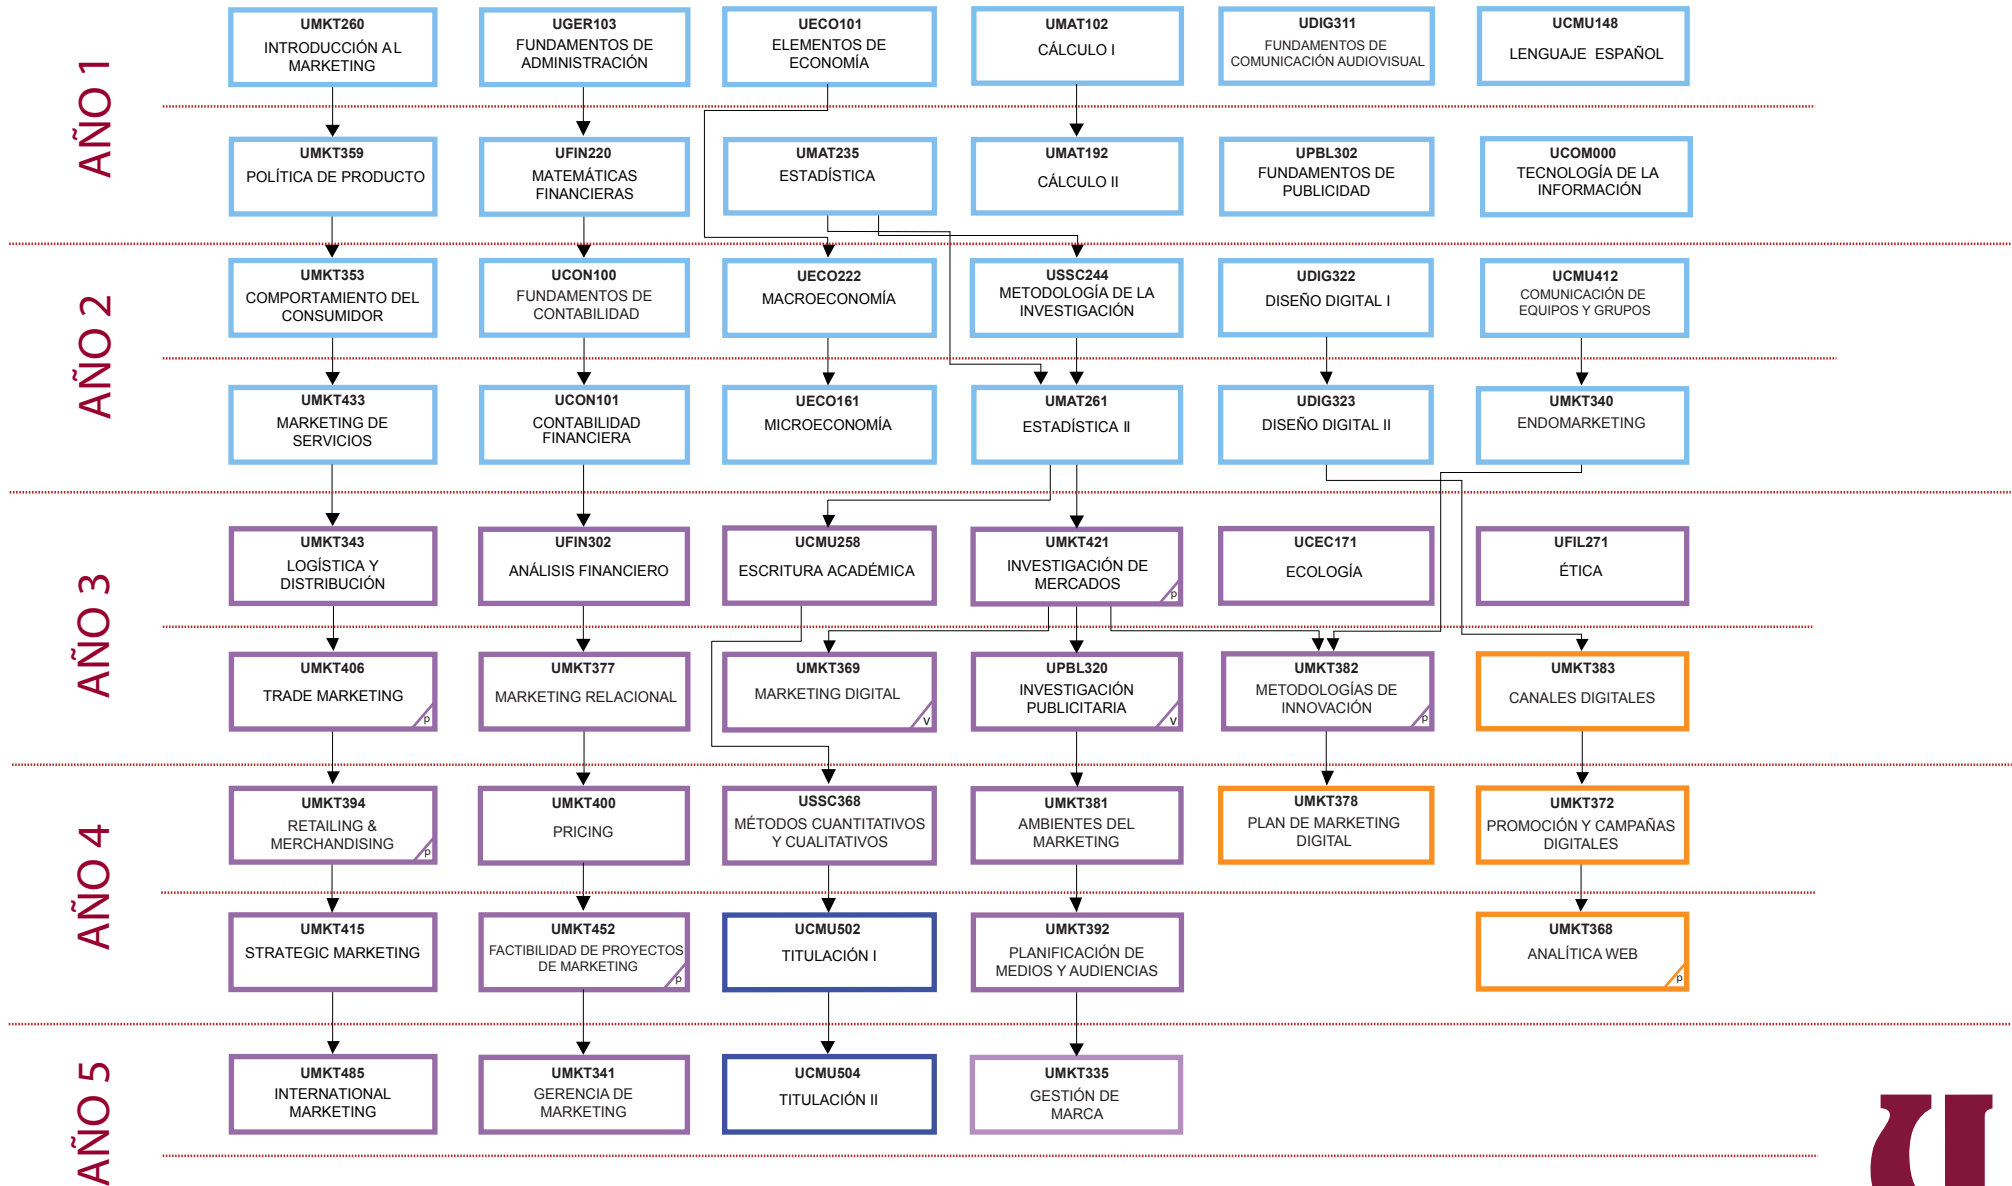 AÑO 1
UMKT260
INTRODUCCIÓN AL
MARKETING
UGER103
FUNDAMENTOS DE
ADMINISTRACIÓN
UECO101
ELEMENTOS DE
ECONOMÍA
UMAT102
CÁLCULO I
UDIG311
FUNDAMENTOS DE
COMUNICACIÓN AUDIOVISUAL
UCMU148
LENGUAJE ESPAÑOL
UMKT359
POLÍTICA DE PRODUCTO
UFIN220
MATEMÁTICAS
FINANCIERAS
UMAT235
ESTADÍSTICA
UMAT192
CÁLCULO II
UPBL302
FUNDAMENTOS DE
PUBLICIDAD
UCOM000
TECNOLOGÍA DE LA
INFORMACIÓN
AÑO 2
UMKT353
COMPORTAMIENTO DEL
CONSUMIDOR
UCON100
FUNDAMENTOS DE
CONTABILIDAD
UECO222
MACROECONOMÍA
USSC244
METODOLOGÍA DE LA
INVESTIGACIÓN
UDIG322
DISEÑO DIGITAL I
UCMU412
COMUNICACIÓN DE
EQUIPOS Y GRUPOS
UMKT433
MARKETING DE
SERVICIOS
UCON101
CONTABILIDAD
FINANCIERA
UECO161
MICROECONOMÍA
UMAT261
ESTADÍSTICA II
UDIG323
DISEÑO DIGITAL II
UMKT340
ENDOMARKETING
AÑO 3
UMKT343
LOGÍSTICA Y
DISTRIBUCIÓN
UFIN302
ANÁLISIS FINANCIERO
UCMU258
ESCRITURA ACADÉMICA
UMKT421
INVESTIGACIÓN DE
MERCADOS
p
UCEC171
ECOLOGÍA
UFIL271
ÉTICA
UMKT406
TRADE MARKETING
p
UMKT377
MARKETING RELACIONAL
UMKT369
MARKETING DIGITAL
v
UPBL320
INVESTIGACIÓN
PUBLICITARIA
v
UMKT382
METODOLOGÍAS DE
INNOVACIÓN
p
UMKT383
CANALES DIGITALES
AÑO 4
UMKT394
RETAILING &
MERCHANDISING
p
UMKT400
PRICING
USSC368
MÉTODOS CUANTITATIVOS
Y CUALITATIVOS
UMKT381
AMBIENTES DEL
MARKETING
UMKT378
PLAN DE MARKETING
DIGITAL
UMKT372
PROMOCIÓN Y CAMPAÑAS
DIGITALES
UMKT415
STRATEGIC MARKETING
UMKT452
FACTIBILIDAD DE PROYECTOS
DE MARKETING
p
UCMU502
TITULACIÓN I
UMKT392
PLANIFICACIÓN DE
MEDIOS Y AUDIENCIAS
UMKT368
ANALÍTICA WEB
p
AÑO 5
UMKT485
INTERNATIONAL
MARKETING
UMKT341
GERENCIA DE
MARKETING
UCMU504
TITULACIÓN II
UMKT335
GESTIÓN DE
MARCA